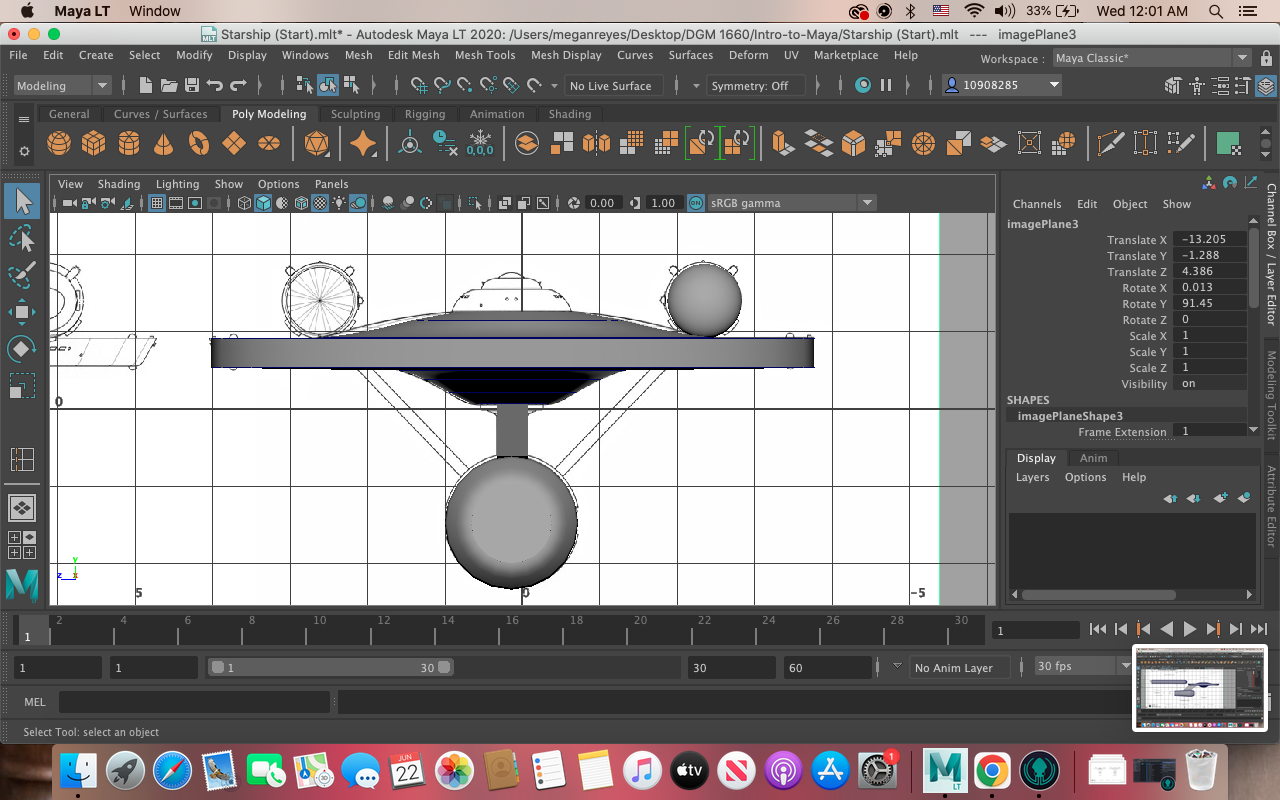 Maya LT Window 33% Wed 12:01 AM
Starship (Start).mlt* - Autodesk Maya LT 2020: /Users/meganreyes/Desktop/DGM 1660/Intro-to-Maya/Starship (Start).mlt --- imagePlane3
File Edit Create Select Modify Display Windows Mesh Edit Mesh Mesh Tools Mesh Display Curves Surfaces Deform UV Marketplace Help Workspace : Maya Classic*
Modeling No Live Surface Symmetry: Off 10908285
General Curves / Surfaces Poly Modeling Sculpting Rigging Animation Shading
0,0,0
View Shading Lighting Show Options Panels
0.00 1.00 ON sRGB gamma
Channels Edit Object Show
imagePlane3
Translate X -13.205
Translate Y -1.288
Translate Z 4.386
Rotate X 0.013
Rotate Y 91.45
Rotate Z 0
Scale X 1
Scale Y 1
Scale Z 1
Visibility on
SHAPES
imagePlaneShape3
Frame Extension 1
Display Anim
Layers Options Help
Channel Box / Layer Editor
Modeling Toolkit
Attribute Editor
0
5 0 -5
y
z x
1 2 4 6 8 10 12 14 16 18 20 22 24 26 28 30 1
1 1 1 30 30 60 No Anim Layer 30 fps
MEL
Select Tool: select an object
JUN
22
tv
1
M
LT